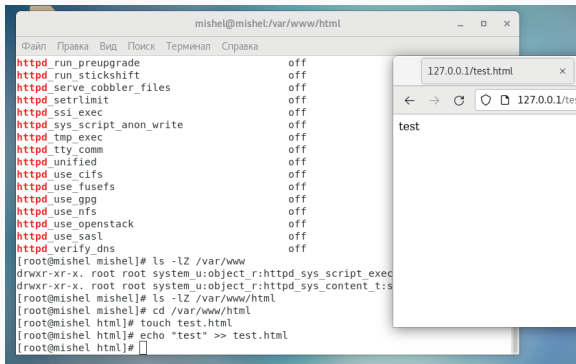 mishel@mishel:/var/www/html
Файл Правка Вид Поиск Терминал Справка
httpd_run_preupgrade off
httpd_run_stickshift off
httpd_serve_cobbler_files off
httpd_setrlimit off
httpd_ssi_exec off
httpd_sys_script_anon_write off
httpd_tmp_exec off
httpd_tty_comm off
httpd_unified off
httpd_use_cifs off
httpd_use_fusefs off
httpd_use_gpg off
httpd_use_nfs off
httpd_use_openstack off
httpd_use_sasl off
httpd_verify_dns off
[root@mishel mishel]# ls -lZ /var/www
drwxr-xr-x. root root system_u:object_r:httpd_sys_script_exec
drwxr-xr-x. root root system_u:object_r:httpd_sys_content_t:s
[root@mishel mishel]# ls -lZ /var/www/html
[root@mishel mishel]# cd /var/www/html
[root@mishel html]# touch test.html
[root@mishel html]# echo "test" >> test.html
[root@mishel html]#
127.0.0.1/test.html
127.0.0.1/tes
test